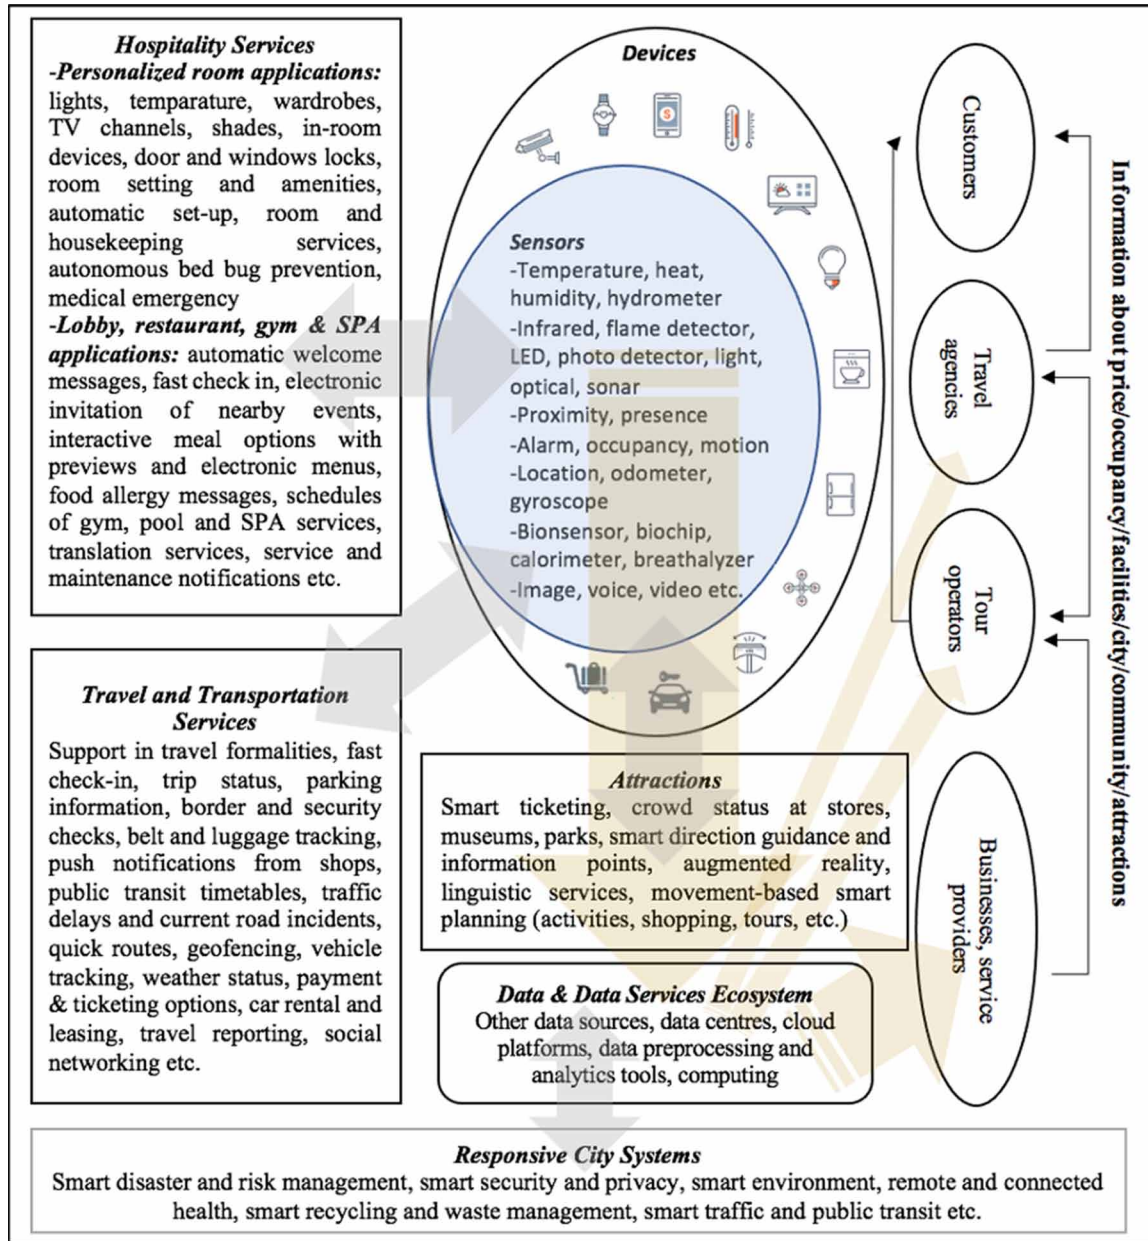 Hospitality Services
-Personalized room applications:
lights, temparature, wardrobes,
TV channels, shades, in-room
devices, door and windows locks,
room setting and amenities,
automatic set-up, room and
housekeeping services,
autonomous bed bug prevention,
medical emergency
-Lobby, restaurant, gym & SPA
applications: automatic welcome
messages, fast check in, electronic
invitation of nearby events,
interactive meal options with
previews and electronic menus,
food allergy messages, schedules
of gym, pool and SPA services,
translation services, service and
maintenance notifications etc.
Travel and Transportation
Services
Support in travel formalities, fast
check-in, trip status, parking
information, border and security
checks, belt and luggage tracking,
push notifications from shops,
public transit timetables, traffic
delays and current road incidents,
quick routes, geofencing, vehicle
tracking, weather status, payment
& ticketing options, car rental and
leasing, travel reporting, social
networking etc.
Devices
S
Sensors
-Temperature, heat,
humidity, hydrometer
-Infrared, flame detector,
LED, photo detector, light,
optical, sonar
-Proximity, presence
-Alarm, occupancy, motion
-Location, odometer,
gyroscope
-Bionsensor, biochip,
calorimeter, breathalyzer
-Image, voice, video etc.
Attractions
Smart ticketing, crowd status at stores,
museums, parks, smart direction guidance and
information points, augmented reality,
linguistic services, movement-based smart
planning (activities, shopping, tours, etc.)
Data & Data Services Ecosystem
Other data sources, data centres, cloud
platforms, data preprocessing and
analytics tools, computing
Customers
Travel
agencies
Tour
operators
Businesses, service
providers
Information about price/occupancy/facilities/city/community/attractions
Responsive City Systems
Smart disaster and risk management, smart security and privacy, smart environment, remote and connected
health, smart recycling and waste management, smart traffic and public transit etc.